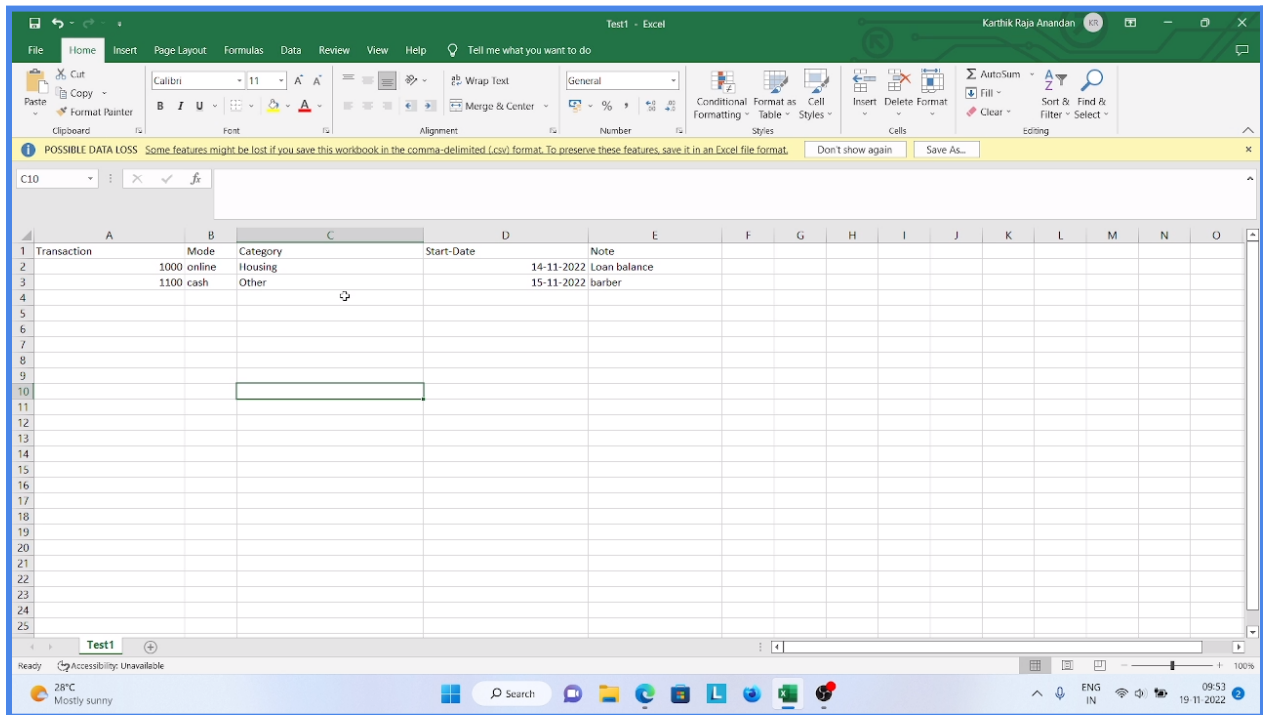 Test1 - Excel
Karthik Raja Anandan KR
File Home Insert Page Layout Formulas Data Review View Help Tell me what you want to do
Paste
Cut
Copy
Format Painter
Clipboard
Calibri 11 A A
B I U A
Font
Wrap Text
Merge & Center
Alignment
General
%
Number
Conditional Formatting
Format as Table
Cell Styles
Styles
Insert Delete Format
Cells
AutoSum
Fill
Clear
Sort & Filter
Find & Select
Editing
POSSIBLE DATA LOSS Some features might be lost if you save this workbook in the comma-delimited (.csv) format. To preserve these features, save it in an Excel file format. Don't show again Save As...
C10 fx
A B C D E F G H I J K L M N O
1 Transaction Mode Category Start-Date Note
2 1000 online Housing 14-11-2022 Loan balance
3 1100 cash Other 15-11-2022 barber
4
5
6
7
8
9
10
11
12
13
14
15
16
17
18
19
20
21
22
23
24
25
Test1
Ready Accessibility: Unavailable 100%
28°C
Mostly sunny
Search
ENG
IN
09:53
19-11-2022
2